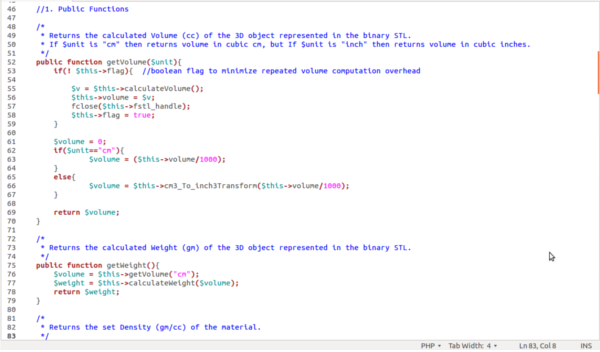 46 //1. Public Functions
47
48 /*
49 * Returns the calculated Volume (cc) of the 3D object represented in the binary STL.
50 * If $unit is "cm" then returns volume in cubic cm, but If $unit is "inch" then returns volume in cubic inches.
51 */
52 public function getVolume($unit){
53 if(! $this->flag){ //boolean flag to minimize repeated volume computation overhead
54
55 $v = $this->calculateVolume();
56 $this->volume = $v;
57 fclose($this->fstl_handle);
58 $this->flag = true;
59 }
60
61 $volume = 0;
62 if($unit=="cm"){
63 $volume = ($this->volume/1000);
64 }
65 else{
66 $volume = $this->cm3_To_inch3Transform($this->volume/1000);
67 }
68
69 return $volume;
70 }
71
72 /*
73 * Returns the calculated Weight (gm) of the 3D object represented in the binary STL.
74 */
75 public function getWeight(){
76 $volume = $this->getVolume("cm");
77 $weight = $this->calculateWeight($volume);
78 return $weight;
79 }
80
81 /*
82 * Returns the set Density (gm/cc) of the material.
83 */
PHP Tab Width: 4 Ln 83, Col 8 INS